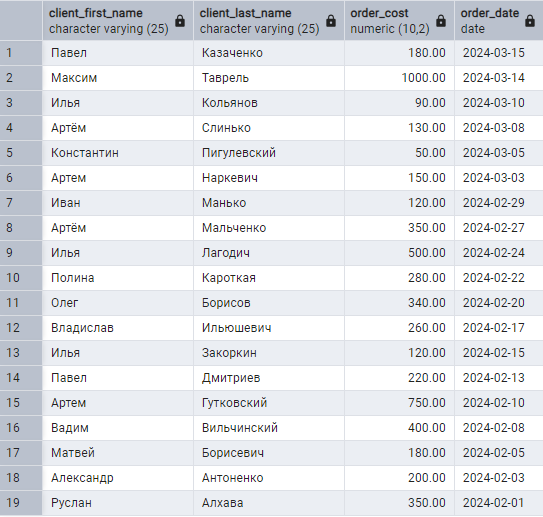 client_first_name client_last_name order_cost order_date
character varying (25) character varying (25) numeric (10,2) date
1 Павел Казаченко 180.00 2024-03-15
2 Максим Таврель 1000.00 2024-03-14
3 Илья Кольянов 90.00 2024-03-10
4 Артём Слинько 130.00 2024-03-08
5 Константин Пигулевский 50.00 2024-03-05
6 Артем Наркевич 150.00 2024-03-03
7 Иван Манько 120.00 2024-02-29
8 Артём Мальченко 350.00 2024-02-27
9 Илья Лагодич 500.00 2024-02-24
10 Полина Кароткая 280.00 2024-02-22
11 Олег Борисов 340.00 2024-02-20
12 Владислав Ильюшевич 260.00 2024-02-17
13 Илья Закоркин 120.00 2024-02-15
14 Павел Дмитриев 220.00 2024-02-13
15 Артем Гутковский 750.00 2024-02-10
16 Вадим Вильчинский 400.00 2024-02-08
17 Матвей Борисевич 180.00 2024-02-05
18 Александр Антоненко 200.00 2024-02-03
19 Руслан Алхава 350.00 2024-02-01